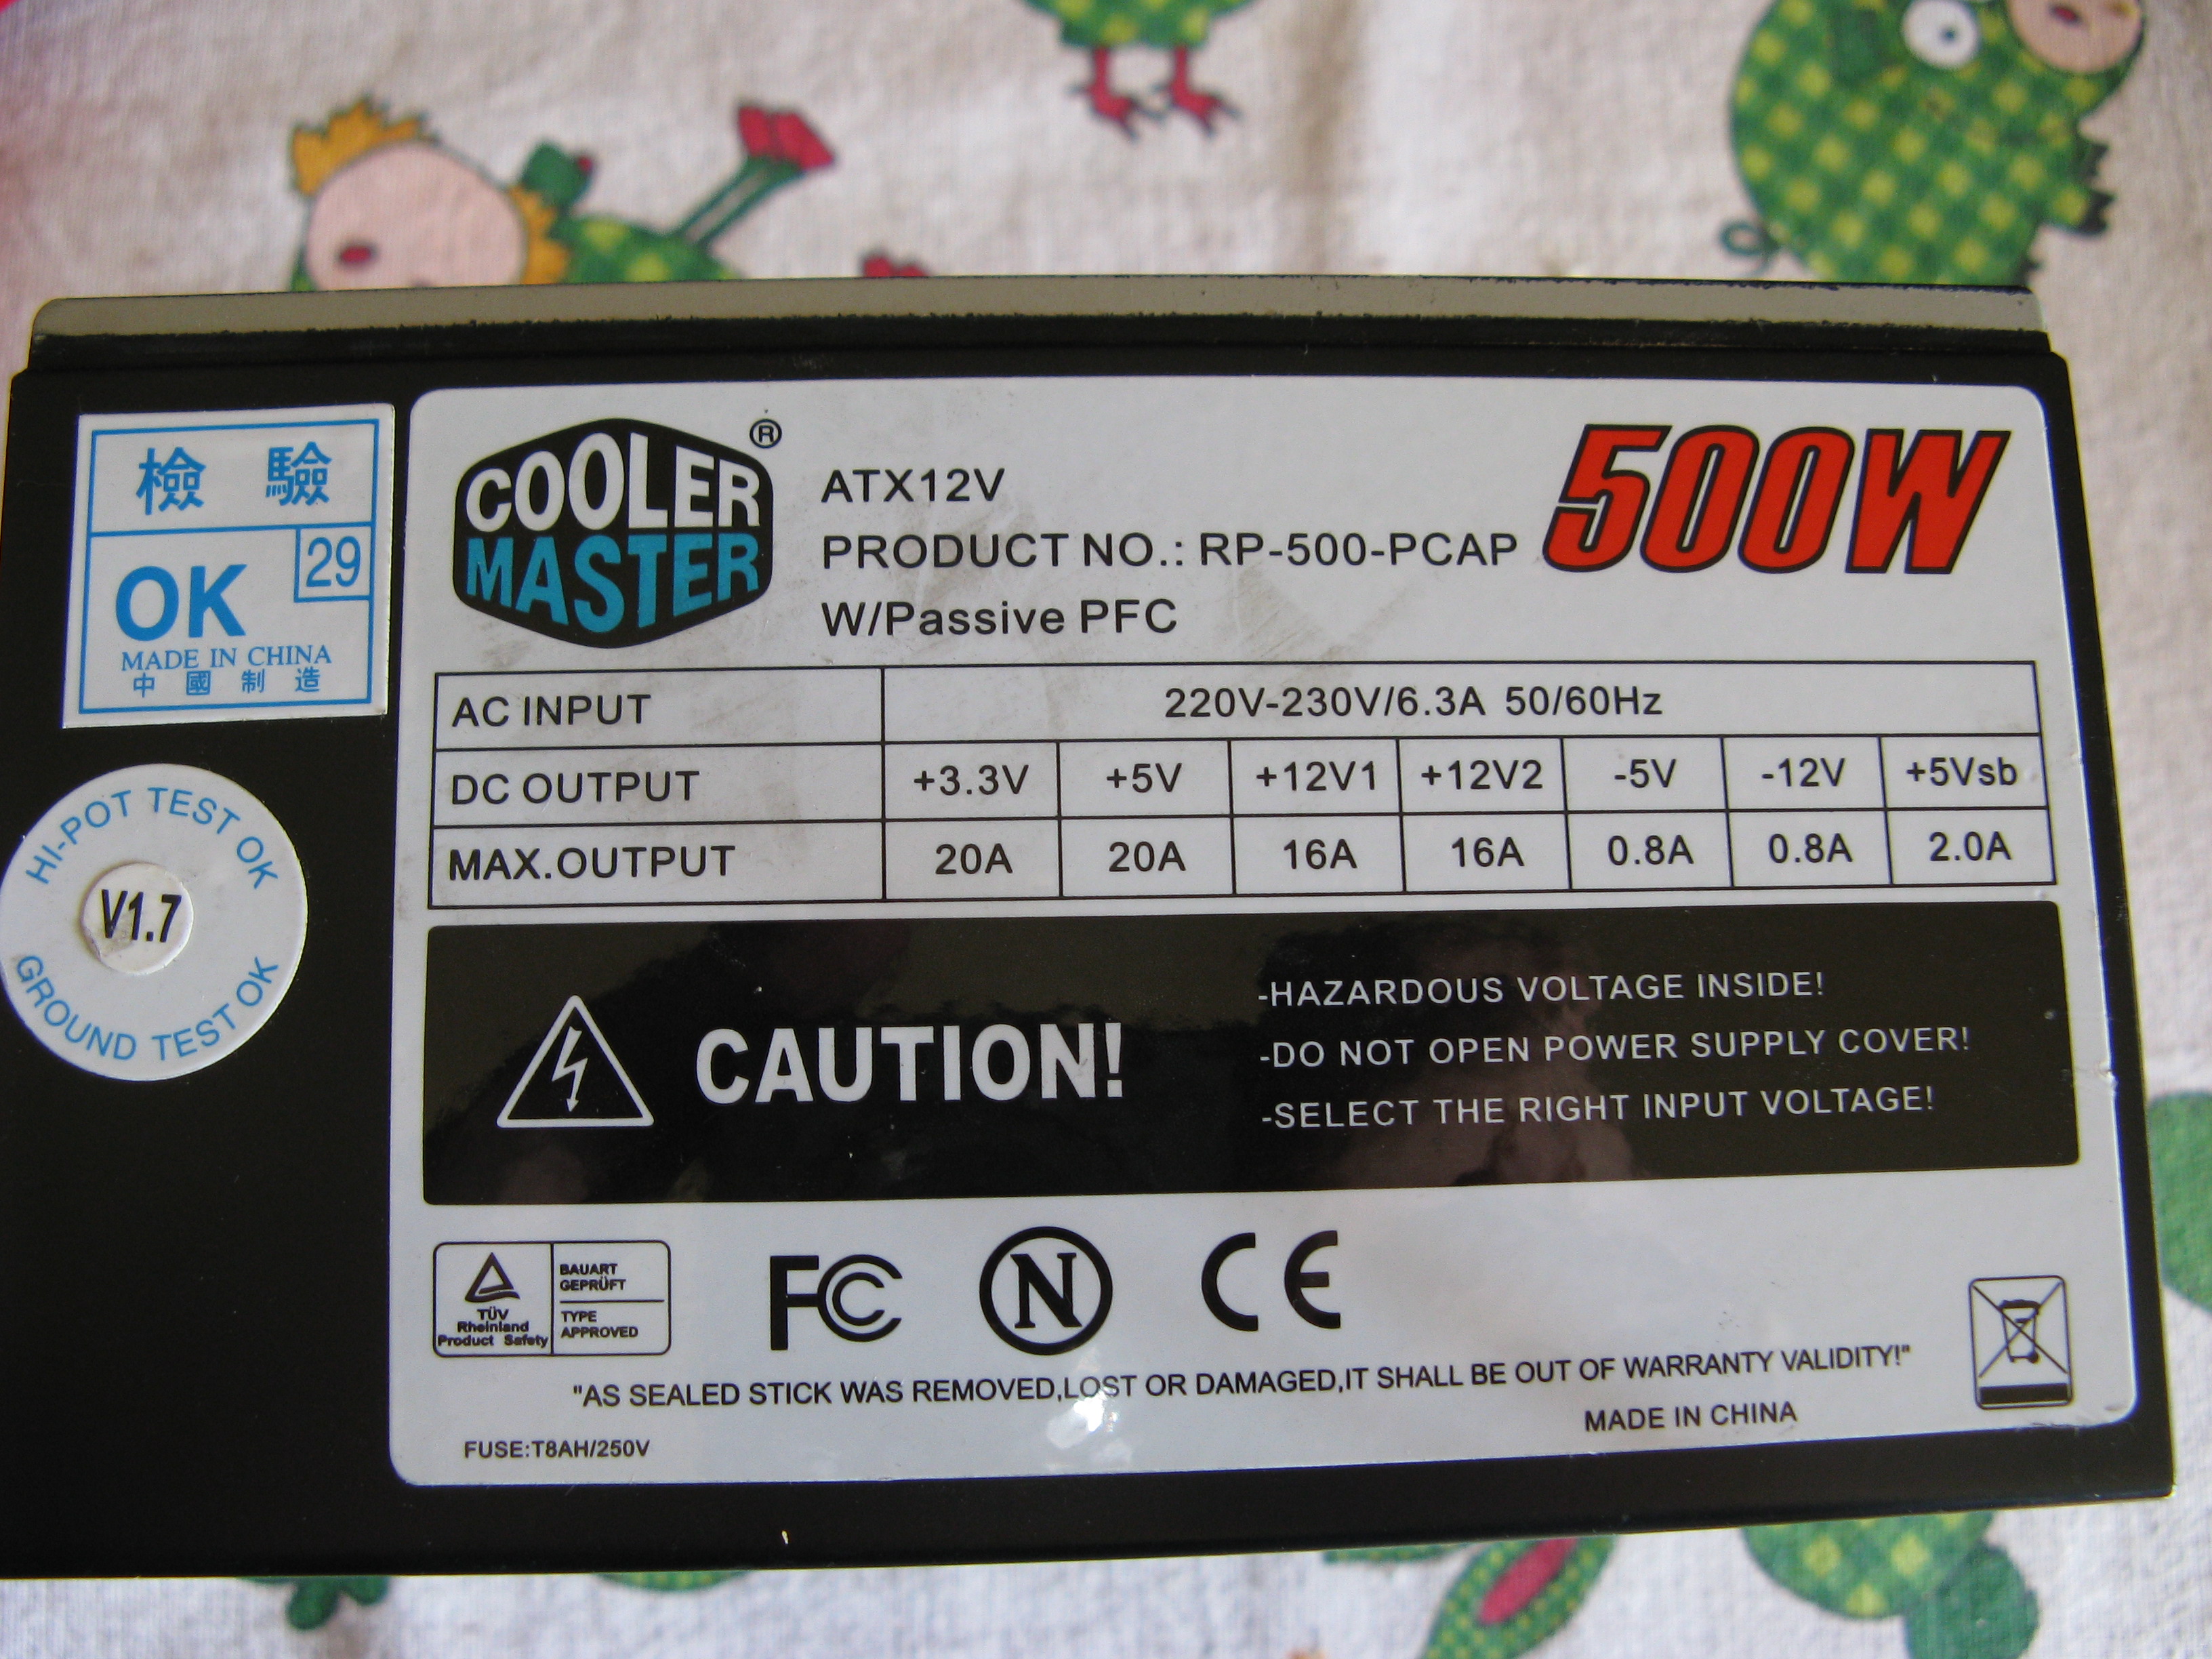 檢 驗
OK 29
MADE IN CHINA
中 國 制 造
HI-POT TEST OK
V1.7
GROUND TEST OK
COOLER
MASTER
®
ATX12V
PRODUCT NO.: RP-500-PCAP
W/Passive PFC
500W
AC INPUT 220V-230V/6.3A 50/60Hz
DC OUTPUT +3.3V +5V +12V1 +12V2 -5V -12V +5Vsb
MAX.OUTPUT 20A 20A 16A 16A 0.8A 0.8A 2.0A
CAUTION!
-HAZARDOUS VOLTAGE INSIDE!
-DO NOT OPEN POWER SUPPLY COVER!
-SELECT THE RIGHT INPUT VOLTAGE!
TÜV
Rheinland
Product Safety
BAUART
GEPRÜFT
TYPE
APPROVED
FC
N
CE
"AS SEALED STICK WAS REMOVED,LOST OR DAMAGED,IT SHALL BE OUT OF WARRANTY VALIDITY!"
MADE IN CHINA
FUSE:T8AH/250V